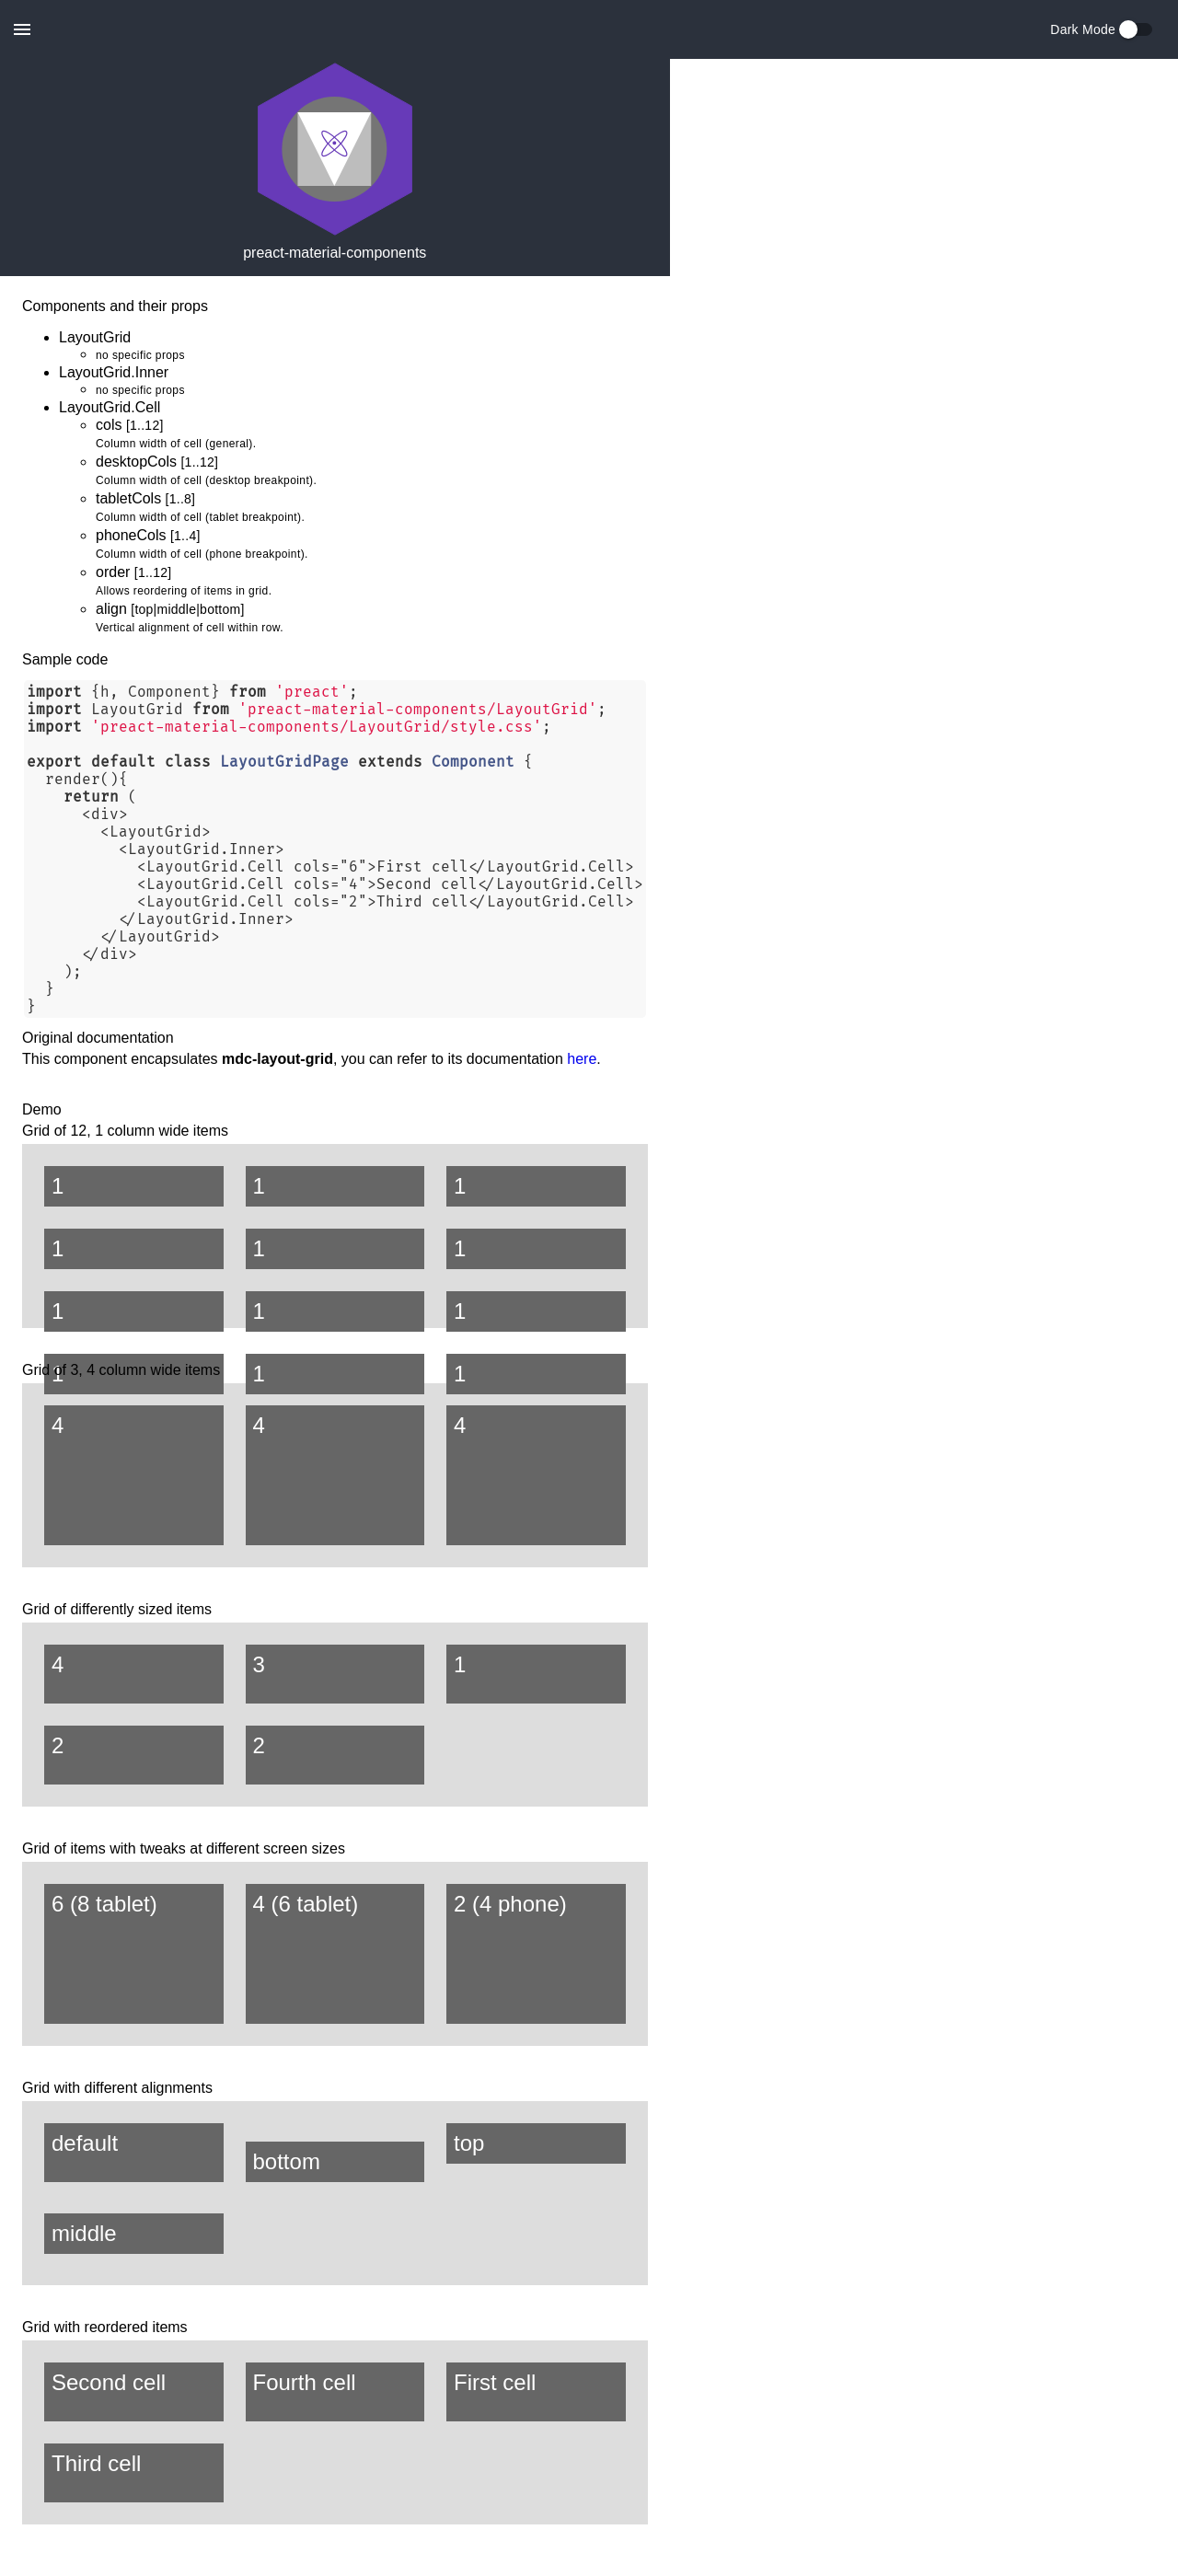 Dark Mode
preact-material-components
Components and their props
LayoutGrid
no specific props
LayoutGrid.Inner
no specific props
LayoutGrid.Cell
cols [1..12]
Column width of cell (general).
desktopCols [1..12]
Column width of cell (desktop breakpoint).
tabletCols [1..8]
Column width of cell (tablet breakpoint).
phoneCols [1..4]
Column width of cell (phone breakpoint).
order [1..12]
Allows reordering of items in grid.
align [top|middle|bottom]
Vertical alignment of cell within row.
Sample code
import {h, Component} from 'preact';
import LayoutGrid from 'preact-material-components/LayoutGrid';
import 'preact-material-components/LayoutGrid/style.css';
export default class LayoutGridPage extends Component {
render(){
return (
<div>
<LayoutGrid>
<LayoutGrid.Inner>
<LayoutGrid.Cell cols="6">First cell</LayoutGrid.Cell>
<LayoutGrid.Cell cols="4">Second cell</LayoutGrid.Cell>
<LayoutGrid.Cell cols="2">Third cell</LayoutGrid.Cell>
</LayoutGrid.Inner>
</LayoutGrid>
</div>
);
}
}
Original documentation
This component encapsulates mdc-layout-grid, you can refer to its documentation here.
Demo
Grid of 12, 1 column wide items
1 1 1
1 1 1
1 1 1
Grid of 3, 4 column wide items
1 1 1
4 4 4
Grid of differently sized items
4 3 1
2 2
Grid of items with tweaks at different screen sizes
6 (8 tablet) 4 (6 tablet) 2 (4 phone)
Grid with different alignments
default bottom top
middle
Grid with reordered items
Second cell Fourth cell First cell
Third cell